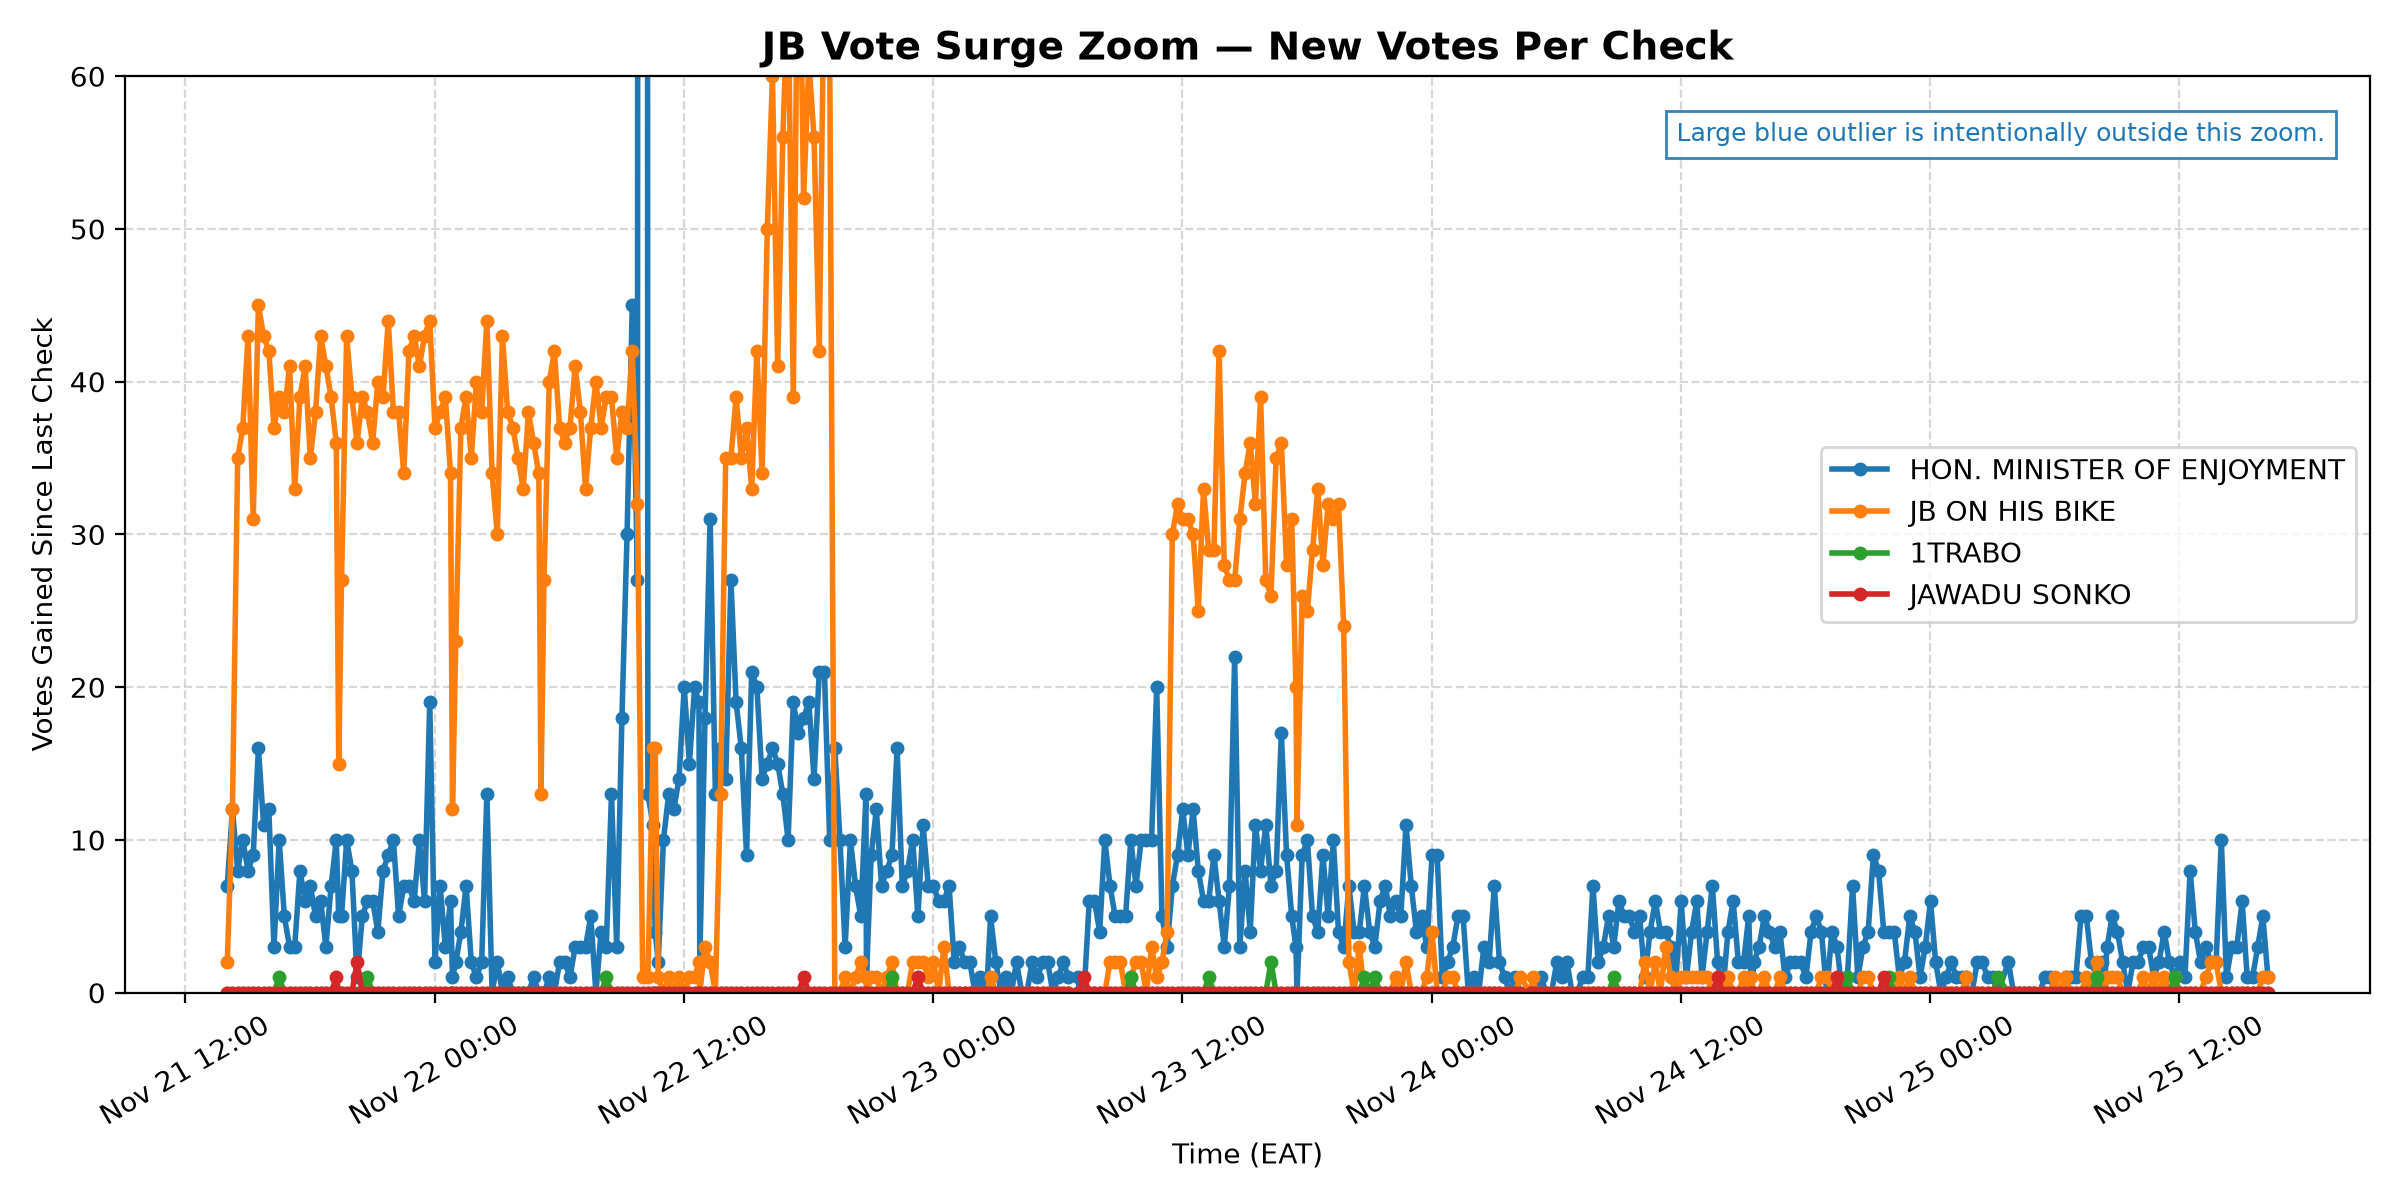 JB Vote Surge Zoom — New Votes Per Check
60
50
40
30
20
10
0
Votes Gained Since Last Check
Large blue outlier is intentionally outside this zoom.
HON. MINISTER OF ENJOYMENT
JB ON HIS BIKE
1TRABO
JAWADU SONKO
Nov 21 12:00
Nov 22 00:00
Nov 22 12:00
Nov 23 00:00
Nov 23 12:00
Nov 24 00:00
Nov 24 12:00
Nov 25 00:00
Nov 25 12:00
Time (EAT)